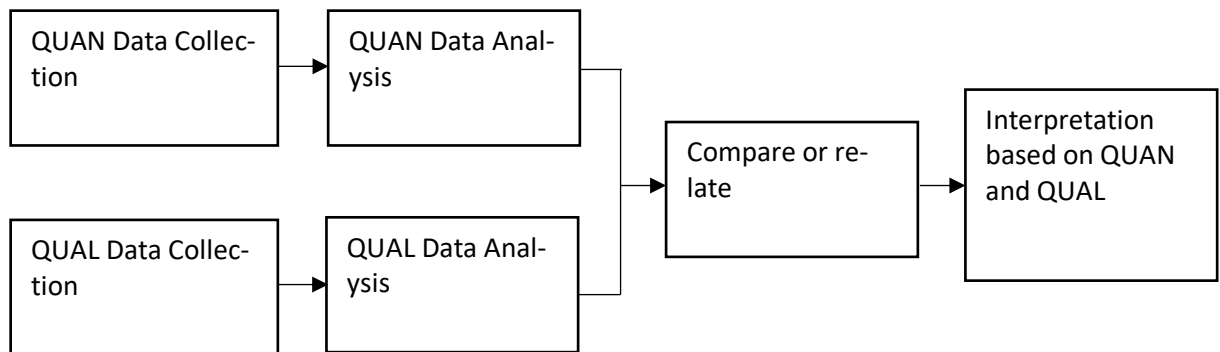 QUAN Data Collec-
tion
QUAN Data Anal-
ysis
QUAL Data Collec-
tion
QUAL Data Anal-
ysis
Compare or re-
late
Interpretation
based on QUAN
and QUAL